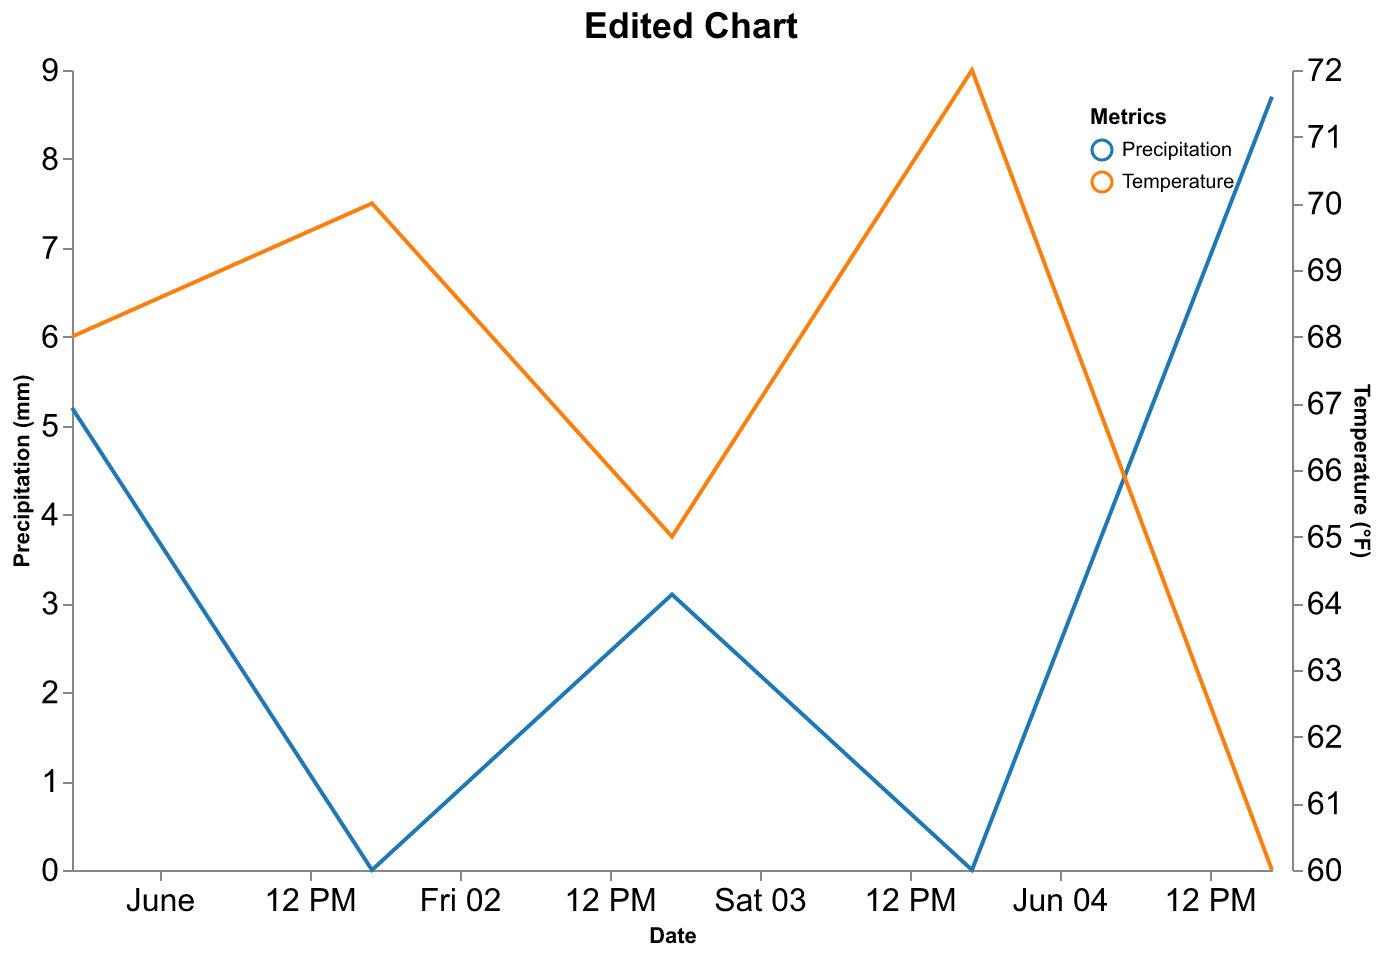 Edited Chart
9
8
7
6
5
4
3
2
1
0
Precipitation (mm)
72
71
70
69
68
67
66
65
64
63
62
61
60
Temperature (°F)
Metrics
Precipitation
Temperature
June 12 PM Fri 02 12 PM Sat 03 12 PM Jun 04 12 PM
Date